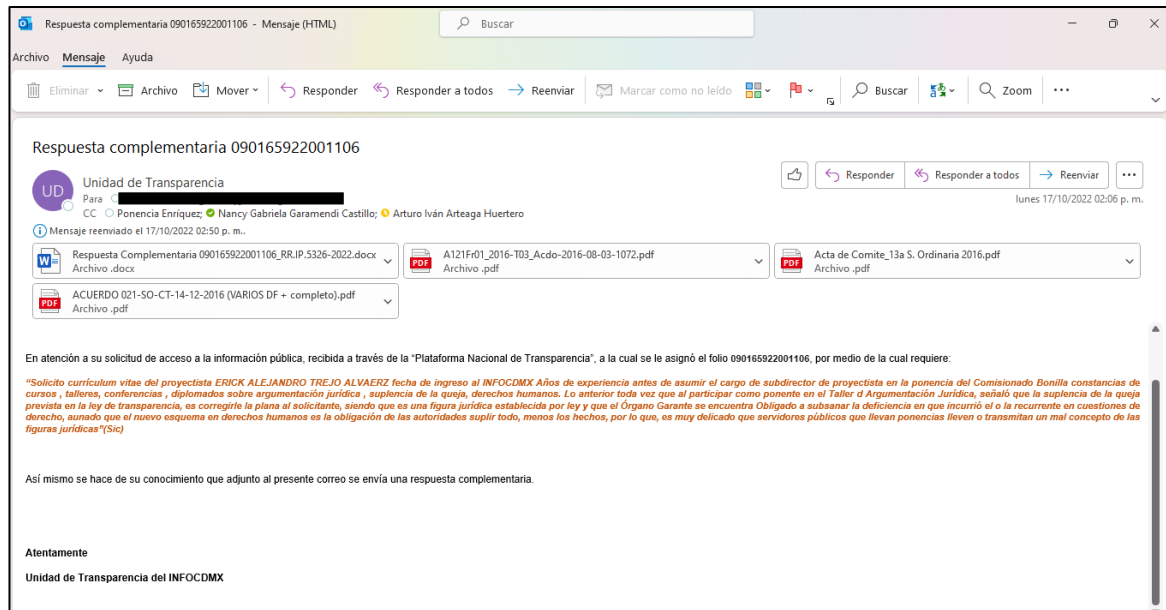 Respuesta complementaria 090165922001106 - Mensaje (HTML)
Buscar
Archivo Mensaje Ayuda
Eliminar Archivo Mover Responder Responder a todos Reenviar Marcar como no leído Buscar Zoom ...
Respuesta complementaria 090165922001106
UD
Unidad de Transparencia
Responder Responder a todos Reenviar ...
Para
lunes 17/10/2022 02:06 p. m.
CC Ponencia Enríquez; Nancy Gabriela Garamendi Castillo; Arturo Iván Arteaga Huertero
Mensaje reenviado el 17/10/2022 02:50 p. m..
Respuesta Complementaria 090165922001106_RR.IP.5326-2022.docx
Archivo .docx
A121Fr01_2016-T03_Acdo-2016-08-03-1072.pdf
Archivo .pdf
Acta de Comite_13a S. Ordinaria 2016.pdf
Archivo .pdf
ACUERDO 021-SO-CT-14-12-2016 (VARIOS DF + completo).pdf
Archivo .pdf
En atención a su solicitud de acceso a la información pública, recibida a través de la “Plataforma Nacional de Transparencia”, a la cual se le asignó el folio 090165922001106, por medio de la cual requiere:
“Solicito currículum vitae del proyectista ERICK ALEJANDRO TREJO ALVAERZ fecha de ingreso al INFOCDMX Años de experiencia antes de asumir el cargo de subdirector de proyectista en la ponencia del Comisionado Bonilla constancias de
cursos , talleres, conferencias , diplomados sobre argumentación jurídica , suplencia de la queja, derechos humanos. Lo anterior toda vez que al participar como ponente en el Taller d Argumentación Jurídica, señaló que la suplencia de la queja
prevista en la ley de transparencia, es corregirle la plana al solicitante, siendo que es una figura jurídica establecida por ley y que el Órgano Garante se encuentra Obligado a subsanar la deficiencia en que incurrió el o la recurrente en cuestiones de
derecho, aunado que el nuevo esquema en derechos humanos es la obligación de las autoridades suplir todo, menos los hechos, por lo que, es muy delicado que servidores públicos que llevan ponencias lleven o transmitan un mal concepto de las
figuras jurídicas”(Sic)
Así mismo se hace de su conocimiento que adjunto al presente correo se envía una respuesta complementaria.
Atentamente
Unidad de Transparencia del INFOCDMX